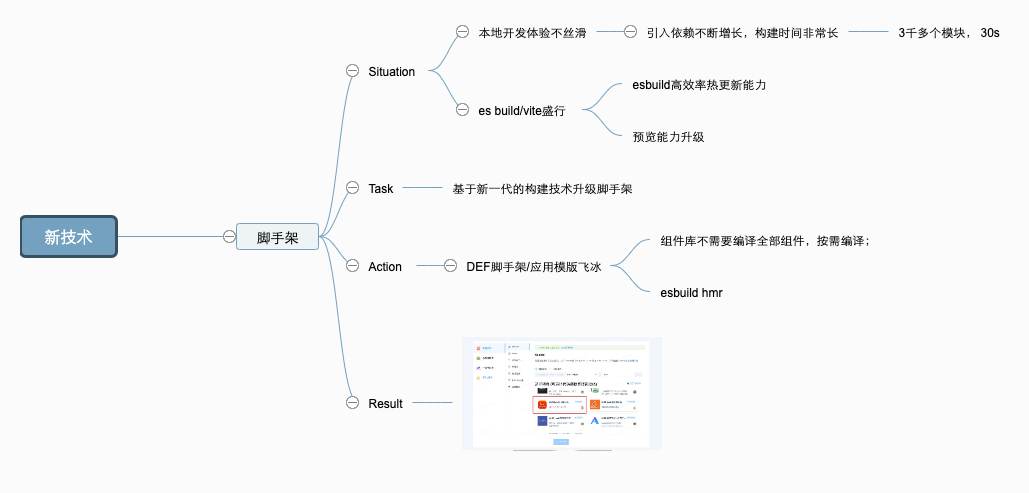 本地开发体验不丝滑
引入依赖不断增长，构建时间非常长
3千多个模块， 30s
Situation
esbuild高效率热更新能力
es build/vite盛行
预览能力升级
Task
基于新一代的构建技术升级脚手架
新技术
脚手架
组件库不需要编译全部组件，按需编译；
Action
DEF脚手架/应用模版飞冰
esbuild hmr
Result